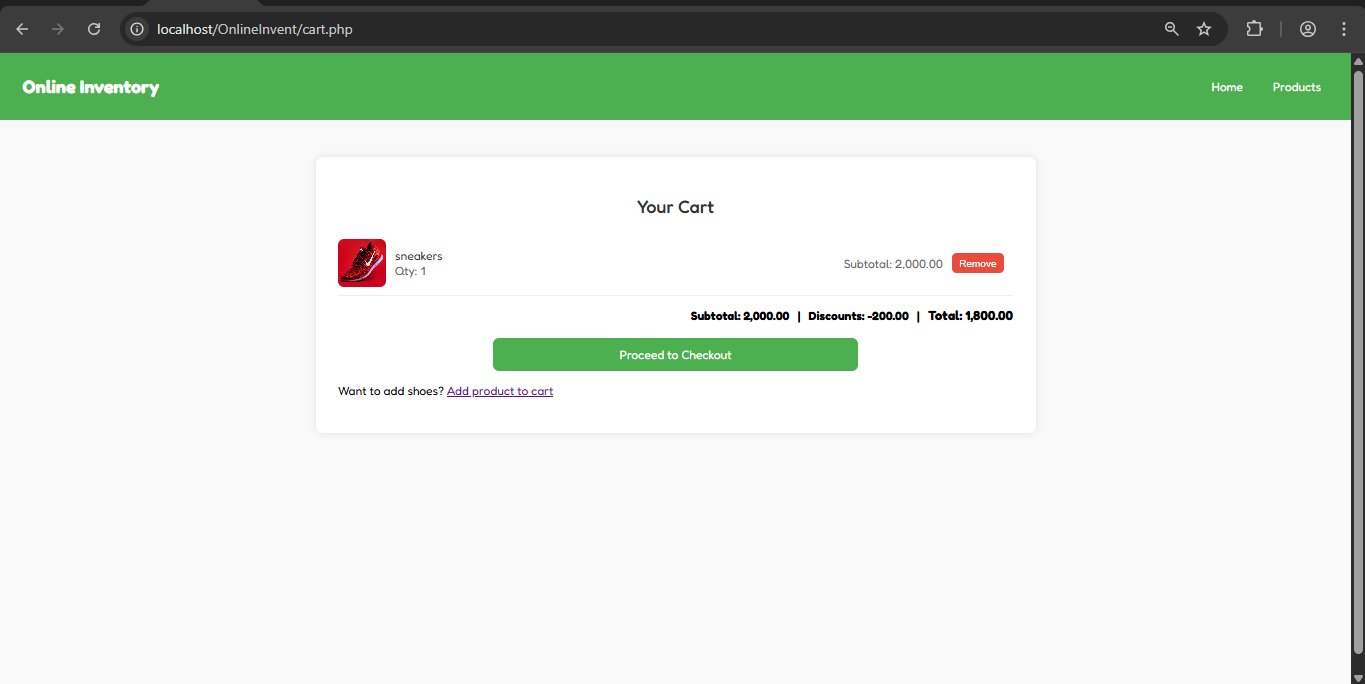 localhost/OnlineInvent/cart.php
Online Inventory
Home Products
Your Cart
sneakers
Qty: 1
Subtotal: 2,000.00 Remove
Subtotal: 2,000.00 | Discounts: -200.00 | Total: 1,800.00
Proceed to Checkout
Want to add shoes? Add product to cart